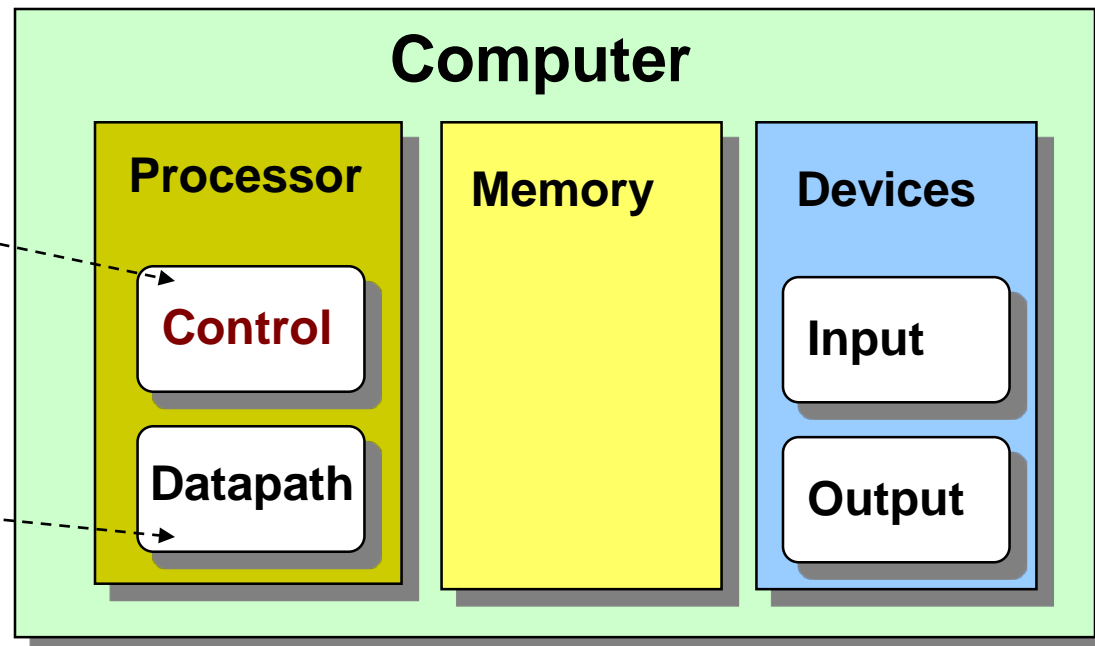 Computer
Processor
Control
Datapath
Memory
Devices
Input
Output